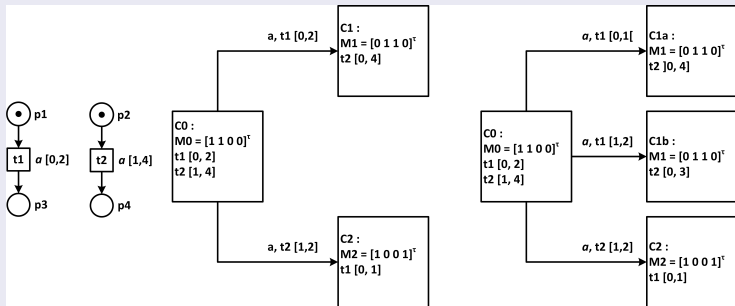 p1
t1
a [0,2]
p3
p2
t2
a [1,4]
p4
C0 :
M0 = [1 1 0 0]τ
t1 [0, 2]
t2 [1, 4]
a, t1 [0,2]
C1 :
M1 = [0 1 1 0]τ
t2 [0, 4]
a, t2 [1,2]
C2 :
M2 = [1 0 0 1]τ
t1 [0, 1]
C0 :
M0 = [1 1 0 0]τ
t1 [0, 2]
t2 [1, 4]
a, t1 [0,1[
C1a :
M1 = [0 1 1 0]τ
t2 ]0, 4]
a, t1 [1,2]
C1b :
M1 = [0 1 1 0]τ
t2 [0, 3]
a, t2 [1,2]
C2 :
M2 = [1 0 0 1]τ
t1 [0,1]